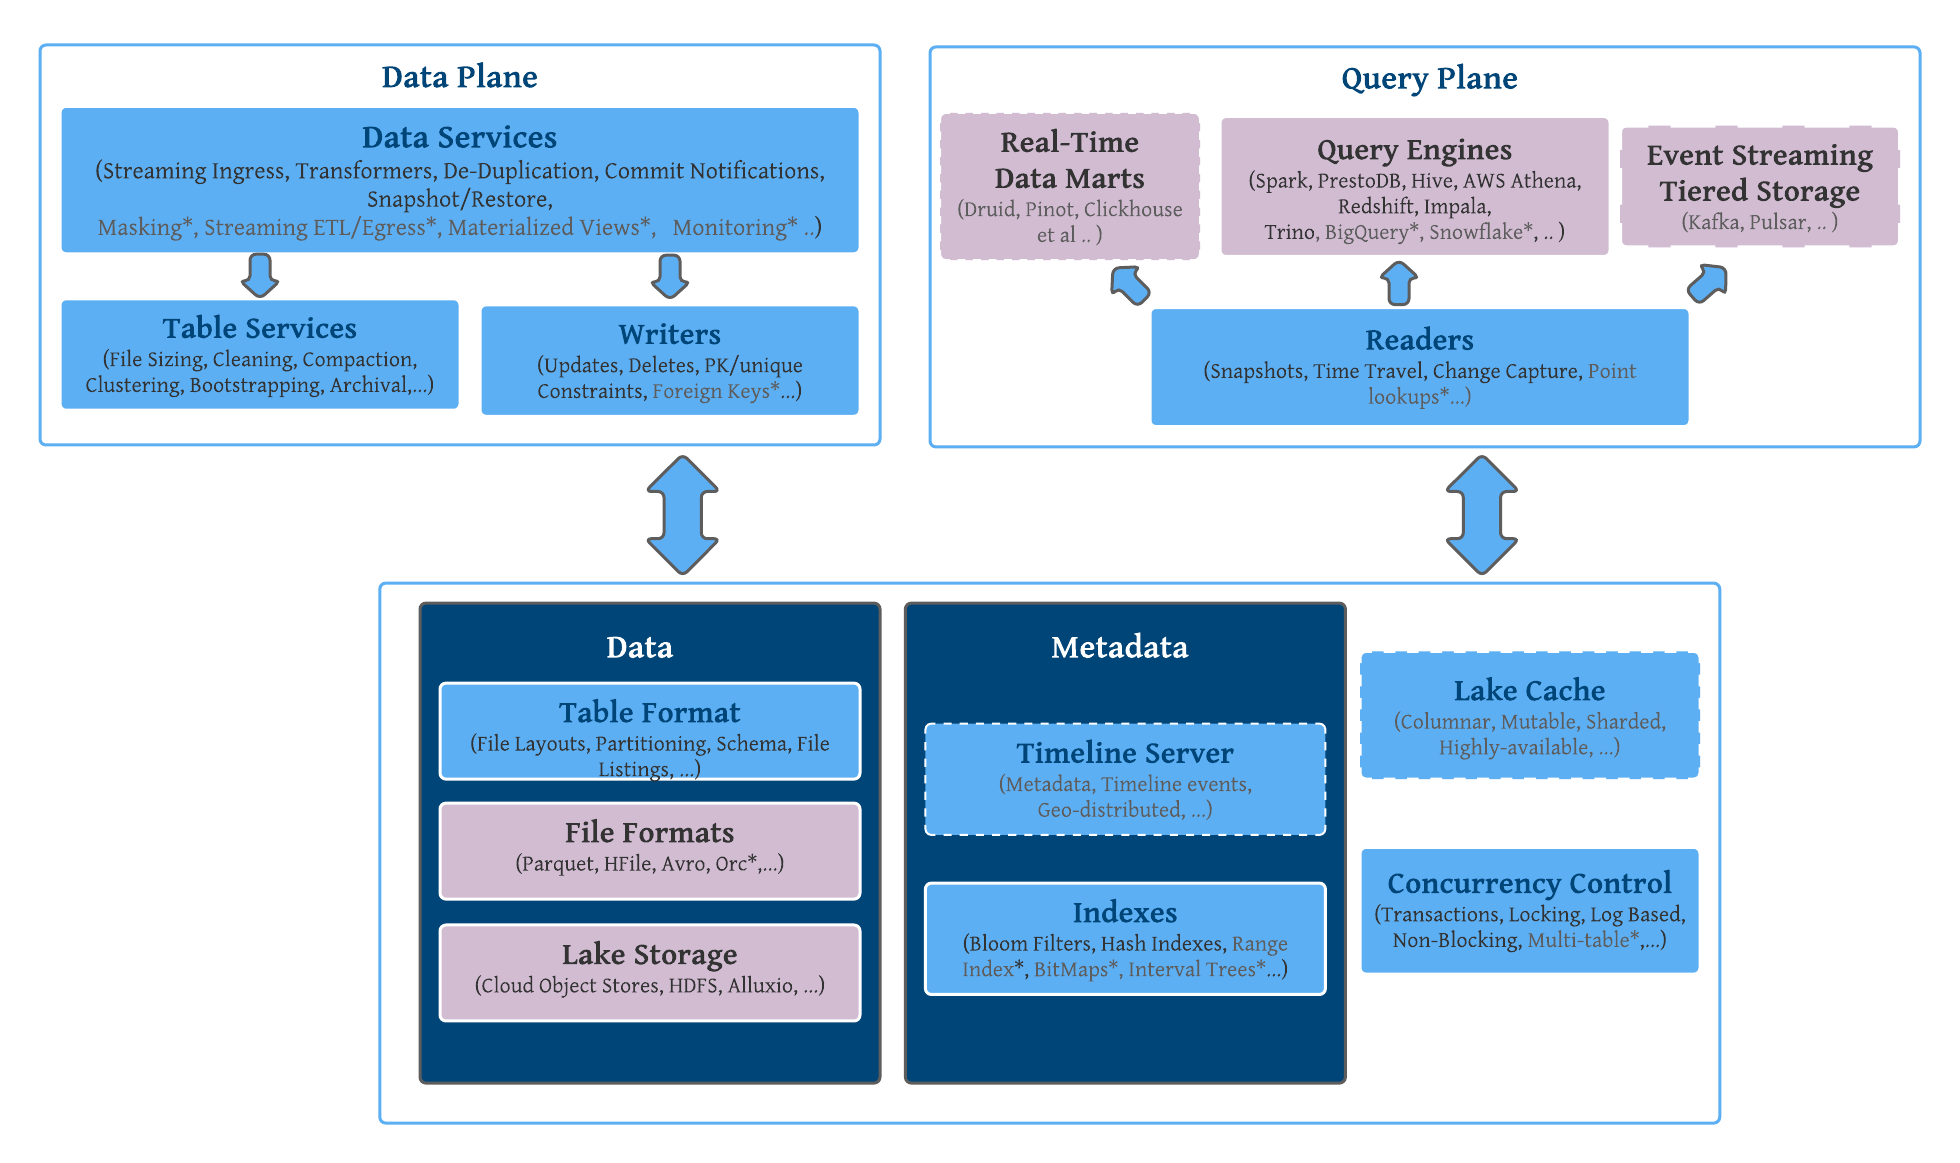 Data Plane
Data Services
(Streaming Ingress, Transformers, De-Duplication, Commit Notifications,
Snapshot/Restore,
Masking*, Streaming ETL/Egress*, Materialized Views*, Monitoring* ..)
Table Services
(File Sizing, Cleaning, Compaction,
Clustering, Bootstrapping, Archival,...)
Writers
(Updates, Deletes, PK/unique
Constraints, Foreign Keys*...)
Query Plane
Real-Time
Data Marts
(Druid, Pinot, Clickhouse
et al .. )
Query Engines
(Spark, PrestoDB, Hive, AWS Athena,
Redshift, Impala,
Trino, BigQuery*, Snowflake*, .. )
Event Streaming
Tiered Storage
(Kafka, Pulsar, .. )
Readers
(Snapshots, Time Travel, Change Capture, Point
lookups*...)
Data
Table Format
(File Layouts, Partitioning, Schema, File
Listings, ...)
File Formats
(Parquet, HFile, Avro, Orc*,...)
Lake Storage
(Cloud Object Stores, HDFS, Alluxio, ...)
Metadata
Timeline Server
(Metadata, Timeline events,
Geo-distributed, ...)
Indexes
(Bloom Filters, Hash Indexes, Range
Index*, BitMaps*, Interval Trees*...)
Lake Cache
(Columnar, Mutable, Sharded,
Highly-available, ...)
Concurrency Control
(Transactions, Locking, Log Based,
Non-Blocking, Multi-table*,...)